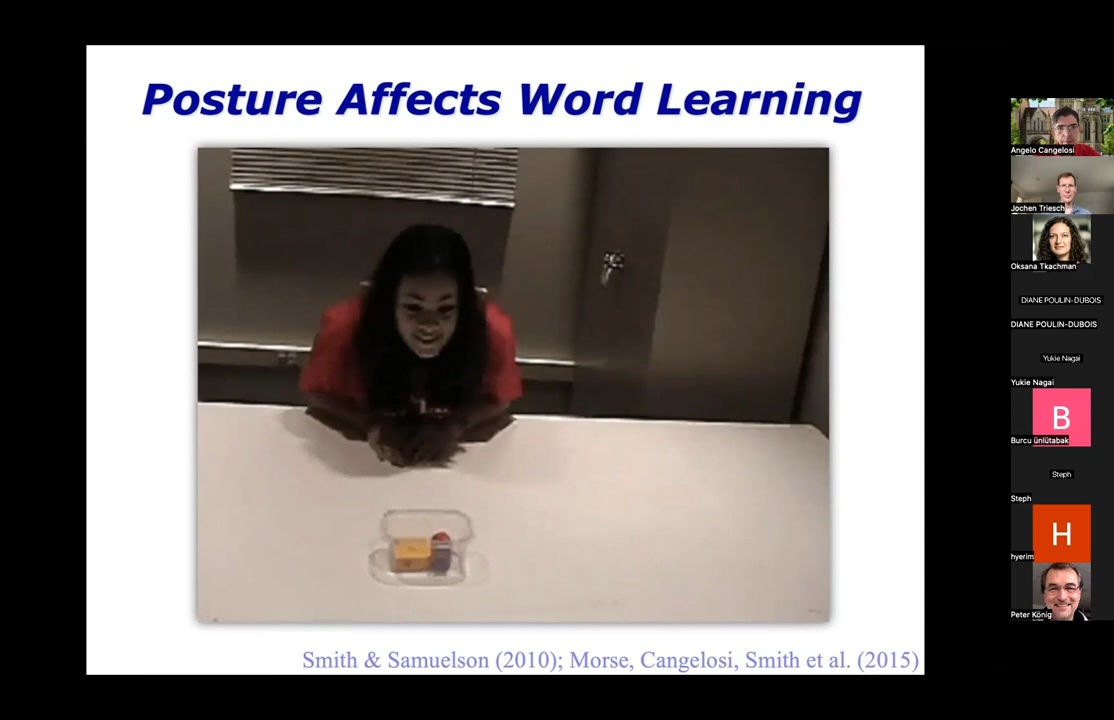 Posture Affects Word Learning
Smith & Samuelson (2010); Morse, Cangelosi, Smith et al. (2015)
Angelo Cangelosi
Jochen Triesch
Oksana Tkachman
DIANE POULIN-DUBOIS
DIANE POULIN-DUBOIS
Yukie Nagai
Yukie Nagai
B
Burcu ünlütabak
Steph
Steph
H
hyerim
Peter König